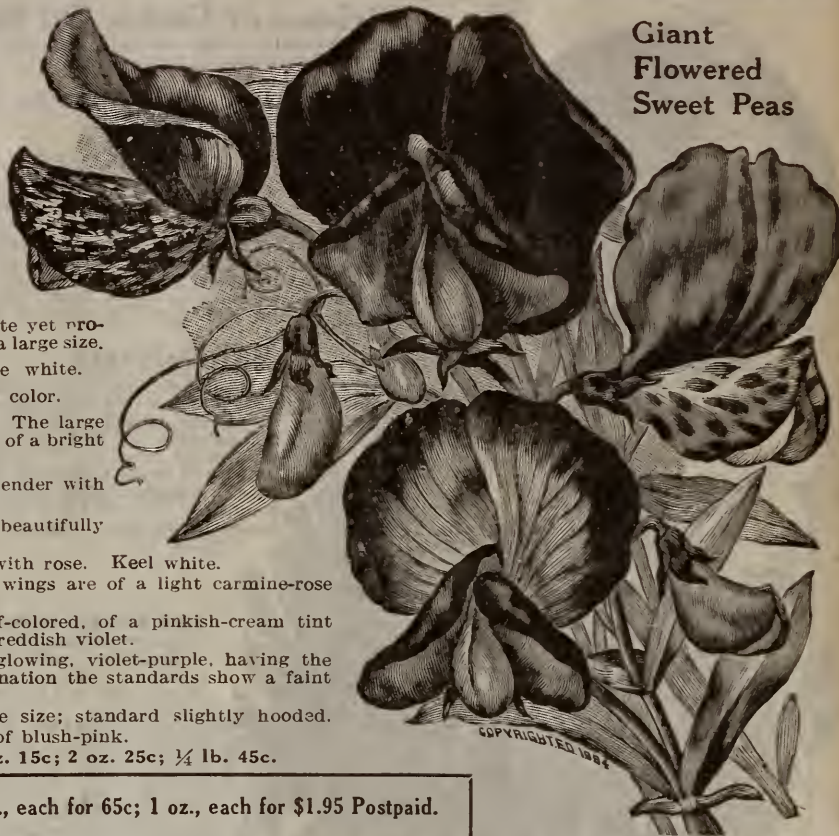 Giant
Flowered
Sweet Peas
te yet pro-
a large size.
e white.
color.
The large
of a bright
ender with
beautifully
with rose. Keel white.
wings are of a light carmine-rose
f-colored, of a pinkish-cream tint
reddish violet.
glowing, violet-purple, having the
nation the standards show a faint
e size; standard slightly hooded.
of blush-pink.
z. 15c; 2 oz. 25c; ¼ lb. 45c.
., each for 65c; 1 oz., each for $1.95 Postpaid.
COPYRIGHTED 1894